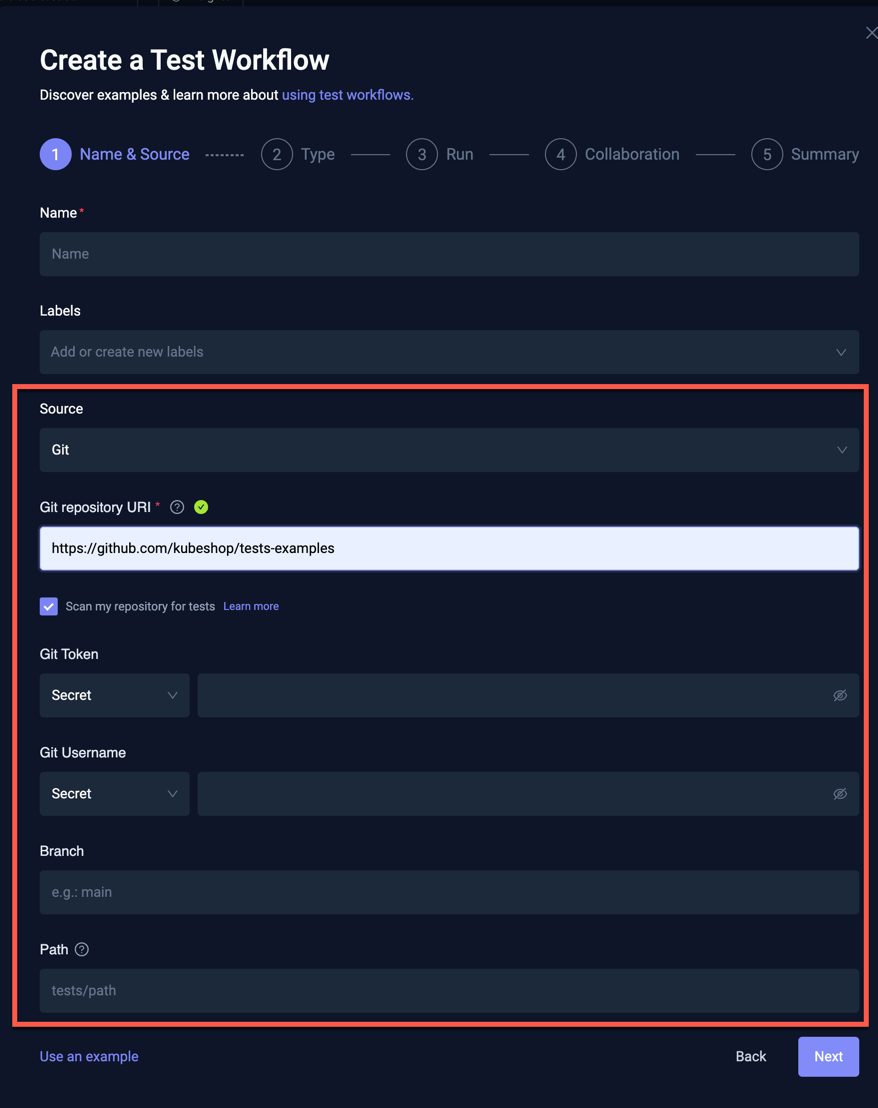 Create a Test Workflow
Discover examples & learn more about using test workflows.
1 Name & Source 2 Type 3 Run 4 Collaboration 5 Summary
Name*
Name
Labels
Add or create new labels
Source
Git
Git repository URI *
https://github.com/kubeshop/tests-examples
Scan my repository for tests Learn more
Git Token
Secret
Git Username
Secret
Branch
e.g.: main
Path
tests/path
Use an example Back Next